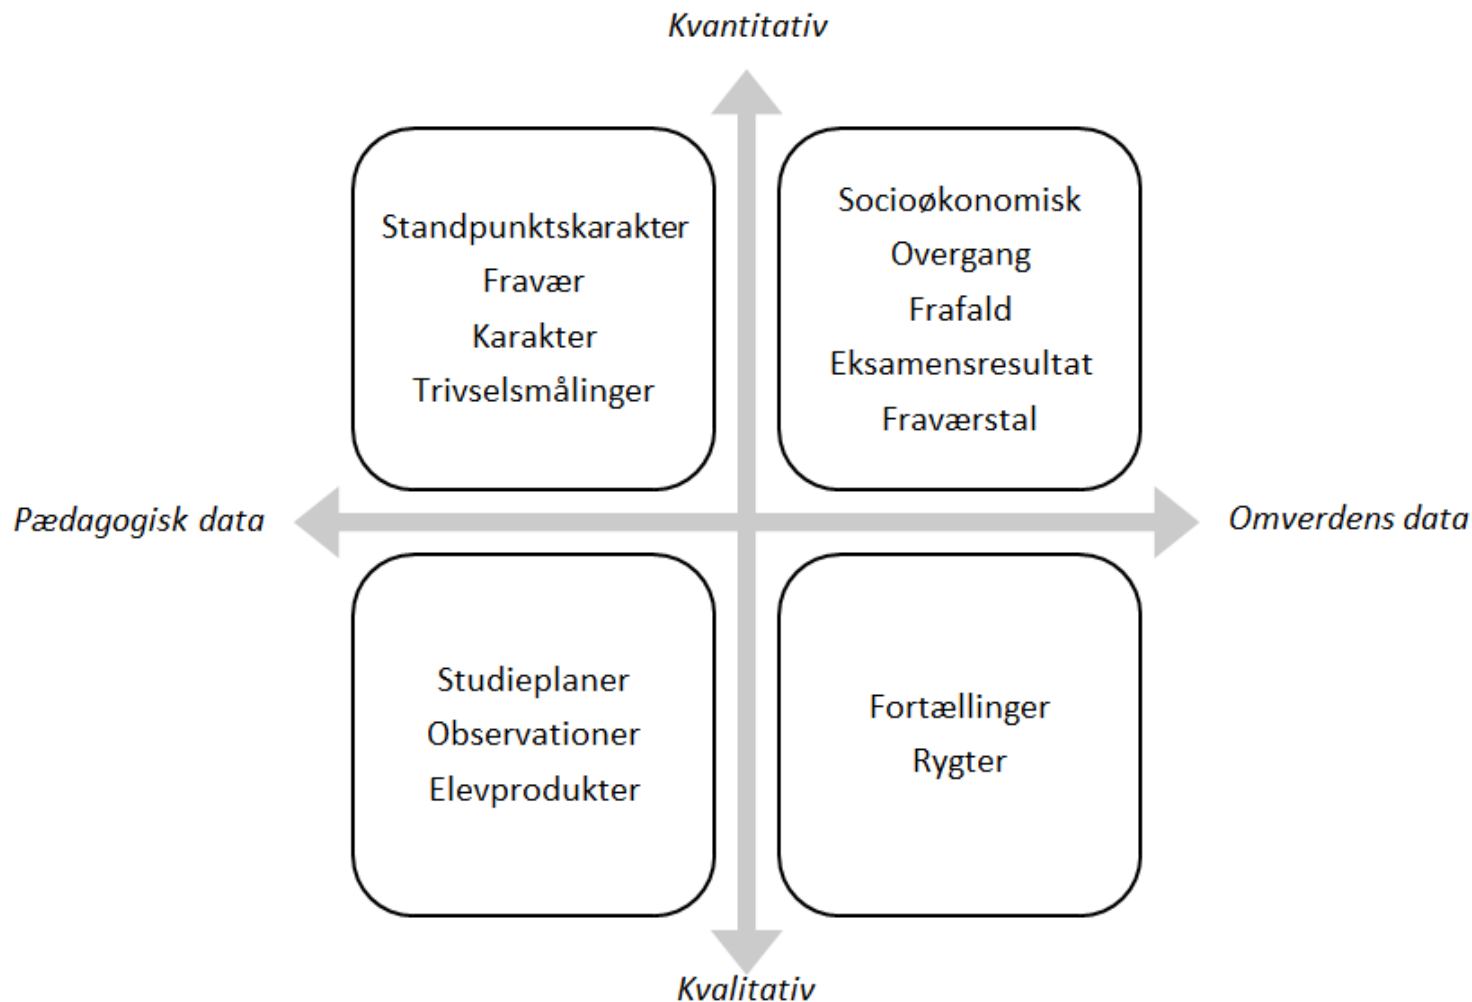 Kvantitativ
Standpunktskarakter
Fravær
Karakter
Trivselsmålinger
Socioøkonomisk
Overgang
Frafald
Eksamensresultat
Fraværstal
Pædagogisk data
Omverdens data
Studieplaner
Observationer
Elevprodukter
Fortællinger
Rygter
Kvalitativ